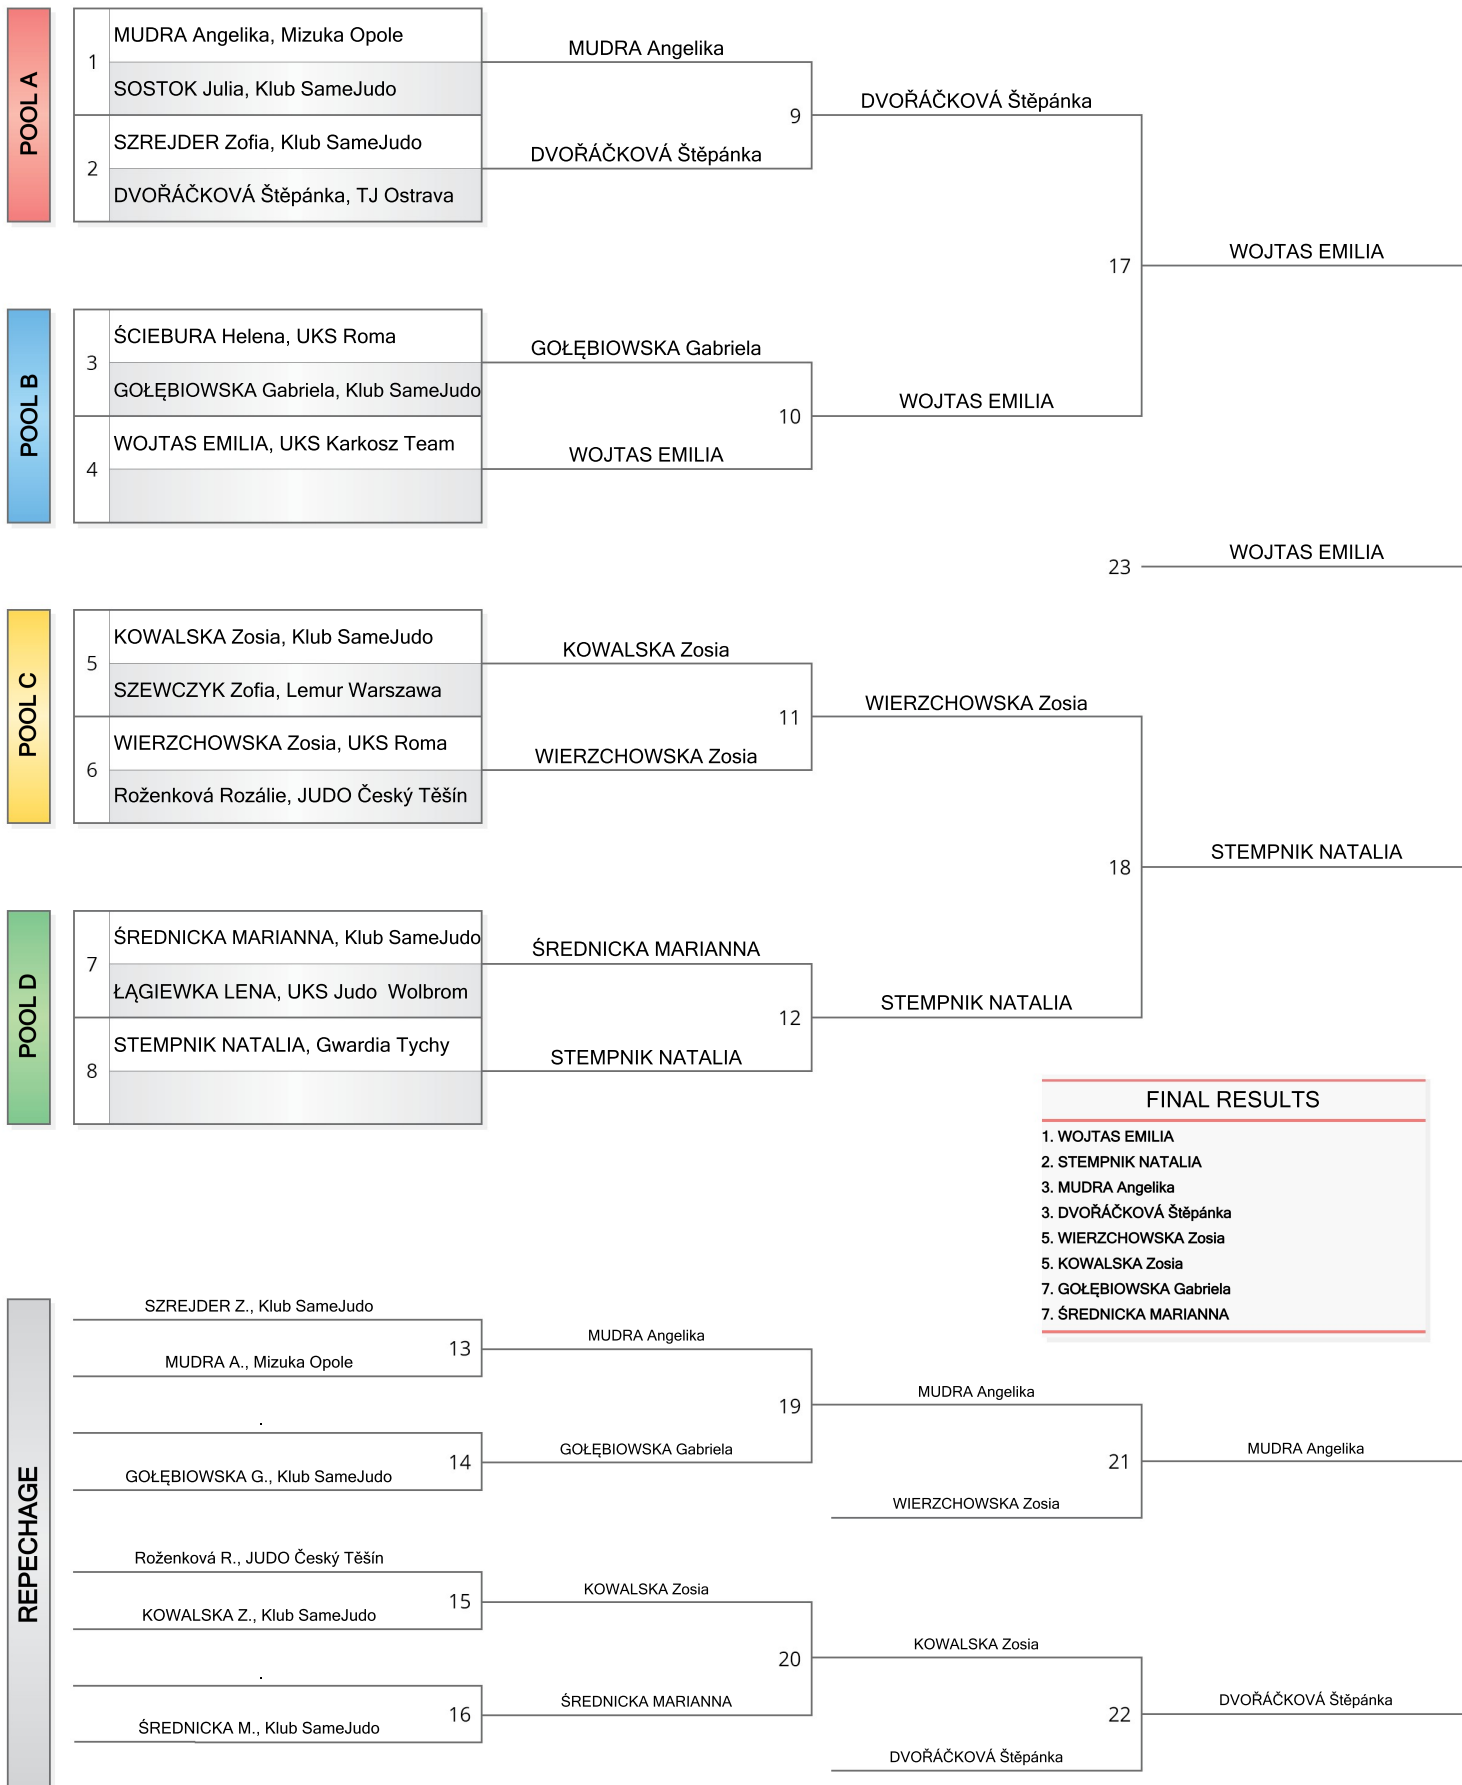 POOL A
1
MUDRA Angelika, Mizuka Opole
SOSTOK Julia, Klub SameJudo
2
SZREJDER Zofia, Klub SameJudo
DVOŘÁČKOVÁ Štěpánka, TJ Ostrava
MUDRA Angelika
DVOŘÁČKOVÁ Štěpánka
9
DVOŘÁČKOVÁ Štěpánka
17
WOJTAS EMILIA
POOL B
3
ŚCIEBURA Helena, UKS Roma
GOŁĘBIOWSKA Gabriela, Klub SameJudo
4
WOJTAS EMILIA, UKS Karkosz Team
GOŁĘBIOWSKA Gabriela
WOJTAS EMILIA
10
WOJTAS EMILIA
23
WOJTAS EMILIA
POOL C
5
KOWALSKA Zosia, Klub SameJudo
SZEWCZYK Zofia, Lemur Warszawa
6
WIERZCHOWSKA Zosia, UKS Roma
Roženková Rozálie, JUDO Český Těšín
KOWALSKA Zosia
WIERZCHOWSKA Zosia
11
WIERZCHOWSKA Zosia
18
STEMPNIK NATALIA
POOL D
7
ŚREDNICKA MARIANNA, Klub SameJudo
ŁĄGIEWKA LENA, UKS Judo  Wolbrom
8
STEMPNIK NATALIA, Gwardia Tychy
ŚREDNICKA MARIANNA
STEMPNIK NATALIA
12
STEMPNIK NATALIA
FINAL RESULTS
1. WOJTAS EMILIA
2. STEMPNIK NATALIA
3. MUDRA Angelika
3. DVOŘÁČKOVÁ Štěpánka
5. WIERZCHOWSKA Zosia
5. KOWALSKA Zosia
7. GOŁĘBIOWSKA Gabriela
7. ŚREDNICKA MARIANNA
REPECHAGE
SZREJDER Z., Klub SameJudo
MUDRA A., Mizuka Opole
13
MUDRA Angelika
.
GOŁĘBIOWSKA G., Klub SameJudo
14
GOŁĘBIOWSKA Gabriela
19
MUDRA Angelika
WIERZCHOWSKA Zosia
21
MUDRA Angelika
Roženková R., JUDO Český Těšín
KOWALSKA Z., Klub SameJudo
15
KOWALSKA Zosia
.
ŚREDNICKA M., Klub SameJudo
16
ŚREDNICKA MARIANNA
20
KOWALSKA Zosia
DVOŘÁČKOVÁ Štěpánka
22
DVOŘÁČKOVÁ Štěpánka